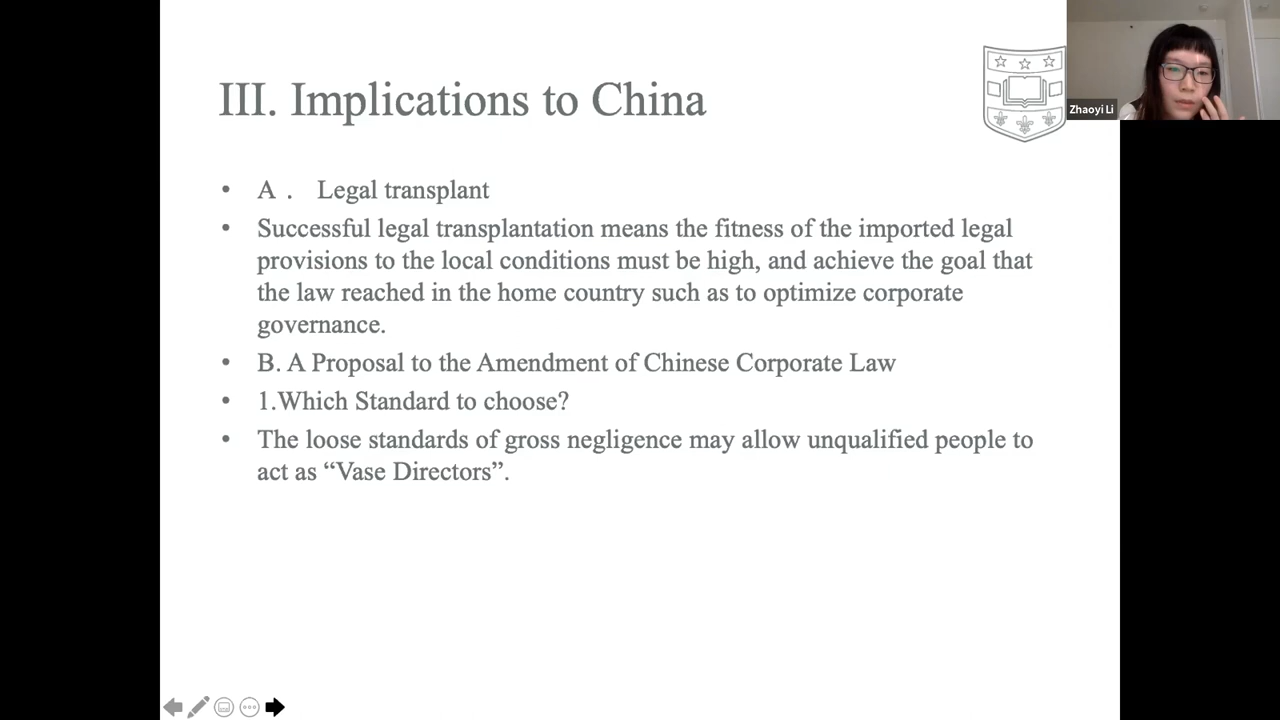 III. Implications to China
Zhaoyi Li
• A． Legal transplant
• Successful legal transplantation means the fitness of the imported legal
provisions to the local conditions must be high, and achieve the goal that
the law reached in the home country such as to optimize corporate
governance.
• B. A Proposal to the Amendment of Chinese Corporate Law
• 1.Which Standard to choose?
• The loose standards of gross negligence may allow unqualified people to
act as “Vase Directors”.